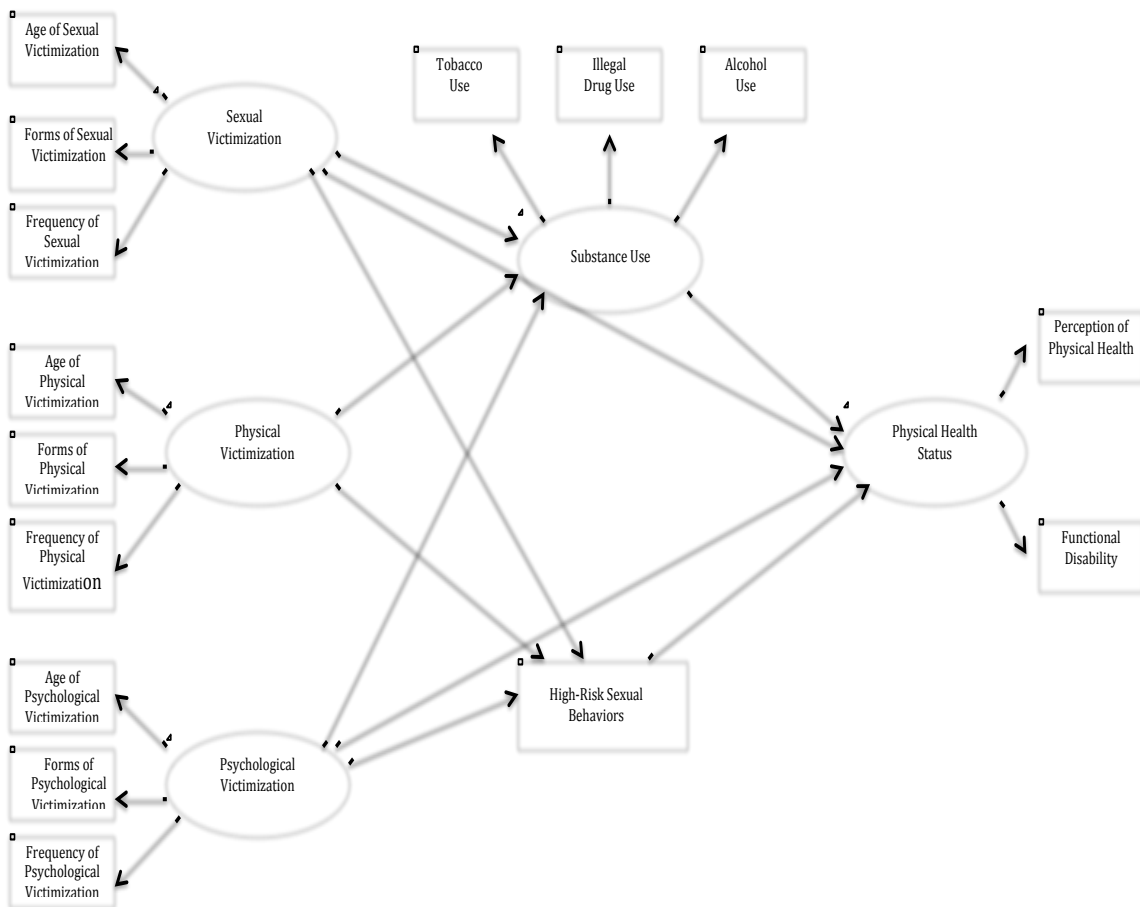 Age of Sexual
Victimization
Forms of Sexual
Victimization
Frequency of
Sexual
Victimization
Sexual
Victimization
Tobacco
Use
Illegal
Drug Use
Alcohol
Use
Substance Use
Age of
Physical
Victimization
Forms of
Physical
Victimization
Frequency of
Physical
Victimization
Physical
Victimization
Perception of
Physical Health
Physical Health
Status
Functional
Disability
Age of
Psychological
Victimization
Forms of
Psychological
Victimization
Frequency of
Psychological
Victimization
Psychological
Victimization
High-Risk Sexual
Behaviors